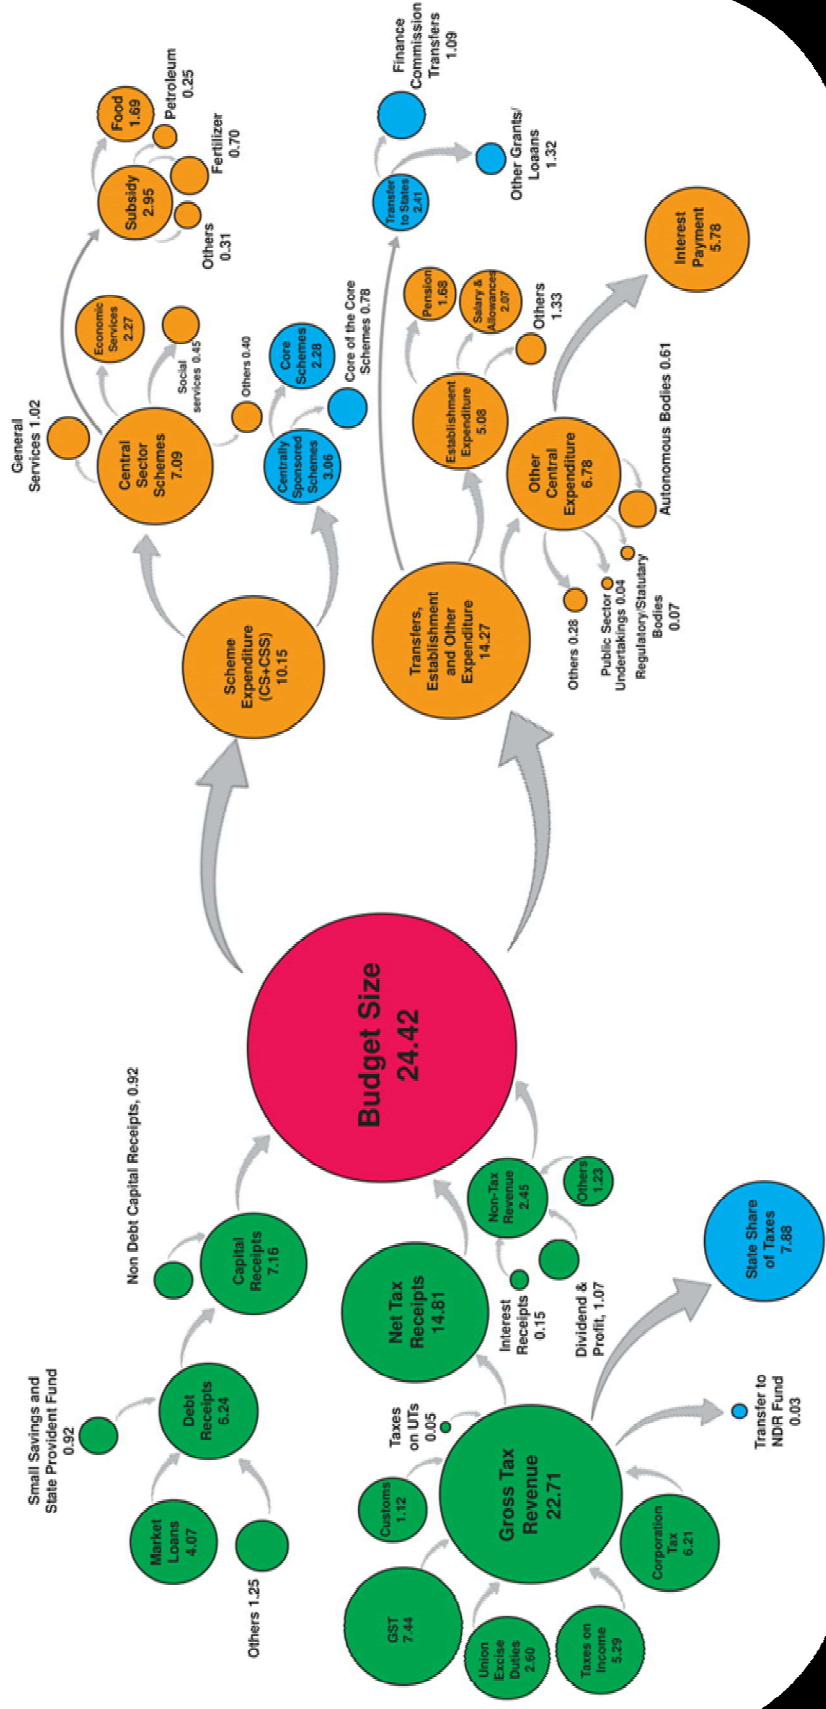 Small Savings and
State Provident Fund
0.92
Market
Loans
4.07
Others 1.25
Debt
Receipts
6.24
Non Debt Capital Receipts, 0.92
Capital
Receipts
7.16
GST
7.44
Customs
1.12
Taxes
on UTs
0.05
Union
Excise
Duties
2.60
Taxes on
Income
5.29
Corporation
Tax
6.21
Gross Tax
Revenue
22.71
Net Tax
Receipts
14.81
Transfer to
NDR Fund
0.03
State Share
of Taxes
7.88
Interest
Receipts
0.15
Dividend &
Profit, 1.07
Non-Tax
Revenue
2.45
Others
1.23
Budget Size
24.42
Scheme
Expenditure
(CS+CSS)
10.15
General
Services 1.02
Central
Sector
Schemes
7.09
Economic
Services
2.27
Social
services 0.45
Others 0.40
Subsidy
2.95
Food
1.69
Petroleum
0.25
Fertilizer
0.70
Others
0.31
Centrally
Sponsored
Schemes
3.06
Core
Schemes
2.28
Core of the Core
Schemes 0.78
Transfers,
Establishment
and Other
Expenditure
14.27
Transfer
to States
2.41
Finance
Commission
Transfers
1.09
Other Grants/
Loaans
1.32
Establishment
Expenditure
5.08
Pension
1.68
Salary &
Allowances
2.07
Others
1.33
Other
Central
Expenditure
6.78
Interest
Payment
5.78
Autonomous Bodies 0.61
Others 0.28
Public Sector
Undertakings 0.04
Regulatory/Statutary
Bodies
0.07